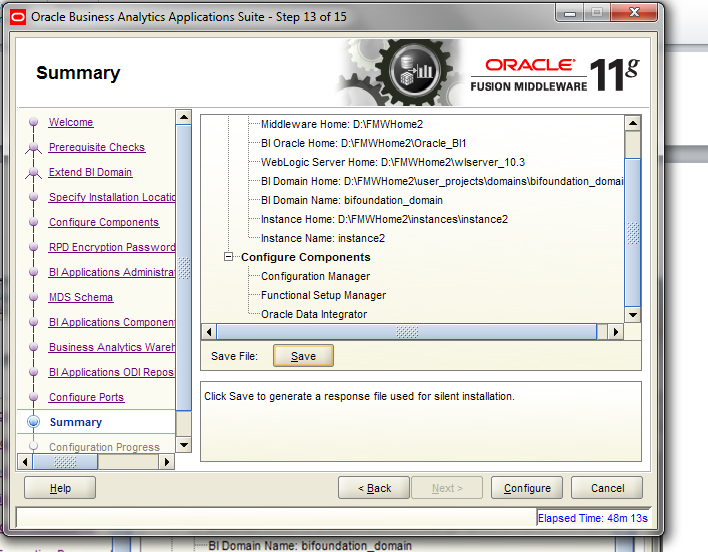 Oracle Business Analytics Applications Suite - Step 13 of 15
Summary
ORACLE
FUSION MIDDLEWARE 11g
Welcome
Prerequisite Checks
Extend BI Domain
Specify Installation Locatio
Configure Components
RPD Encryption Password
BI Applications Administrat
MDS Schema
BI Applications Component
Business Analytics Wareh
BI Applications ODI Repos
Configure Ports
Summary
Configuration Progress
Middleware Home: D:\FMWHome2
BI Oracle Home: D:\FMWHome2\Oracle_BI1
WebLogic Server Home: D:\FMWHome2\wlserver_10.3
BI Domain Home: D:\FMWHome2\user_projects\domains\bifoundation_domai
BI Domain Name: bifoundation_domain
Instance Home: D:\FMWHome2\instances\instance2
Instance Name: instance2
Configure Components
Configuration Manager
Functional Setup Manager
Oracle Data Integrator
Save File: Save
Click Save to generate a response file used for silent installation.
Help < Back Next > Configure Cancel
Elapsed Time: 48m 13s
BI Domain Name: bifoundation_domain